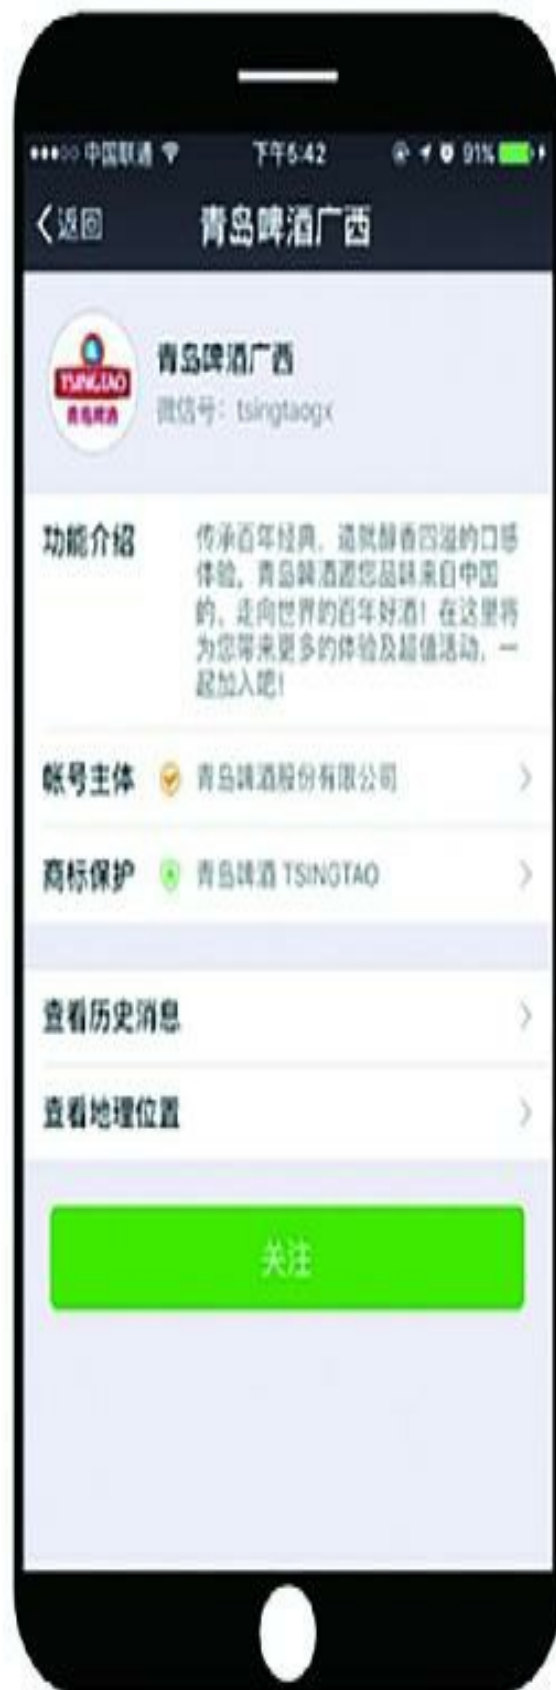 中国联通
下午5:42
91%
返回
青岛啤酒广西
TSINGTAO
青岛啤酒
青岛啤酒广西
微信号：tsingtaogx
功能介绍
传承百年经典，造就醇香四溢的口感
体验，青岛啤酒邀您品味来自中国
的，走向世界的百年好酒！在这里将
为您带来更多的体验及超值活动，一
起加入吧！
帐号主体
青岛啤酒股份有限公司
商标保护
青岛啤酒 TSINGTAO
查看历史消息
查看地理位置
关注